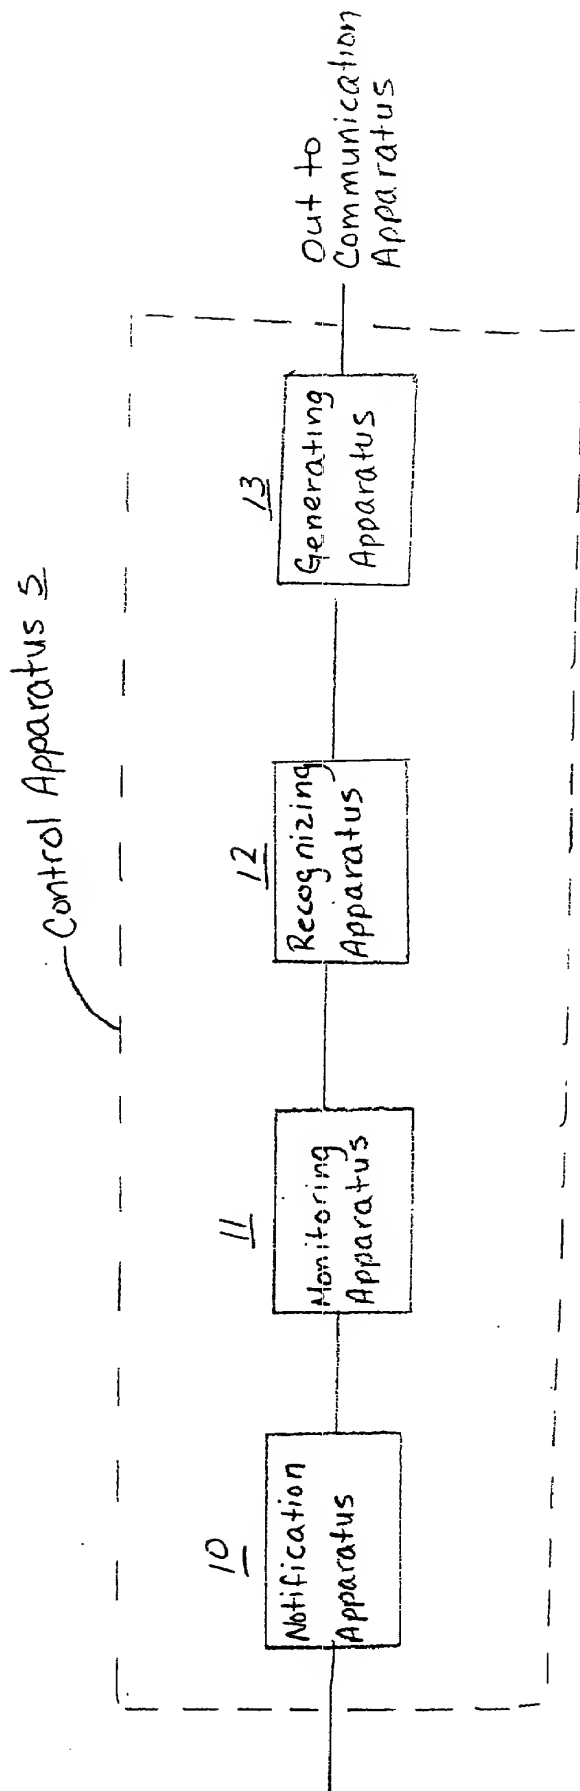 Control Apparatus 5
10
Notification
Apparatus
11
Monitoring
Apparatus
12
Recognizing
Apparatus
13
Generating
Apparatus
Out to
Communication
Apparatus